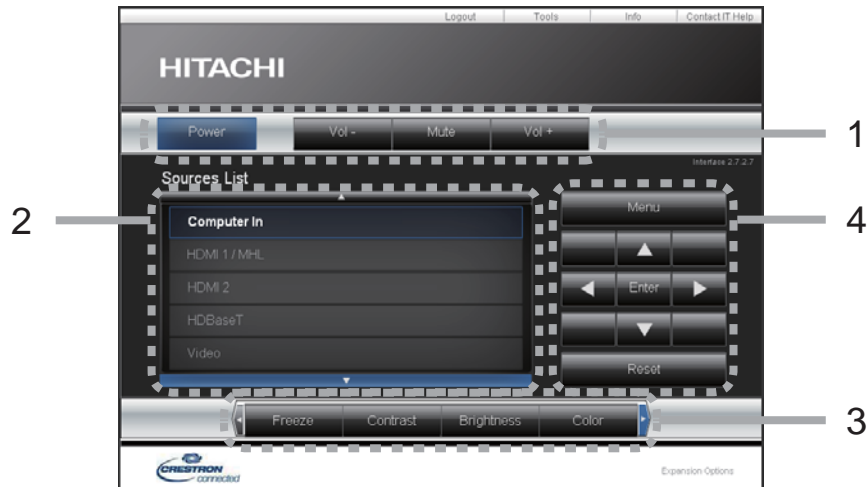 Logout Tools Info Contact IT Help
HITACHI
Power Vol - Mute Vol + 1
Interface 2.7.2.7
Sources List
2 Computer In Menu 4
HDMI 1 / MHL
HDMI 2 Enter
HDBaseT
Video Reset
Freeze Contrast Brightness Color 3
CRESTRON
connected
Expansion Options